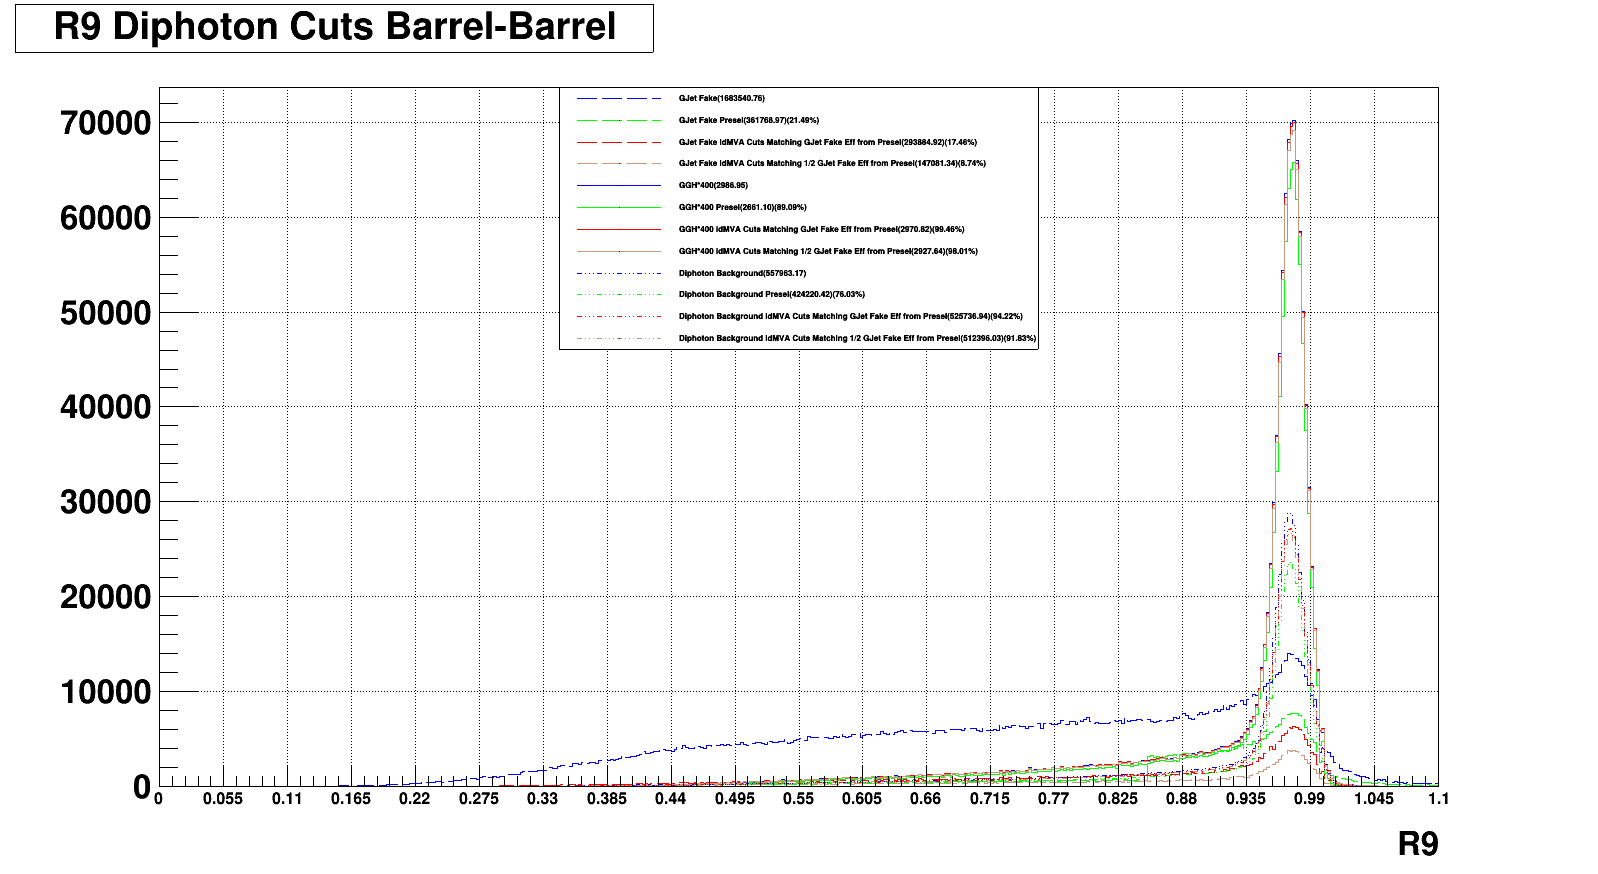 R9 Diphoton Cuts Barrel-Barrel
GJet Fake(1683540.76)
GJet Fake Presel(361768.97)(21.49%)
GJet Fake idMVA Cuts Matching GJet Fake Eff from Presel(293884.92)(17.46%)
GJet Fake idMVA Cuts Matching 1/2 GJet Fake Eff from Presel(147081.34)(8.74%)
GGH*400(2986.95)
GGH*400 Presel(2661.10)(89.09%)
GGH*400 idMVA Cuts Matching GJet Fake Eff from Presel(2970.82)(99.46%)
GGH*400 idMVA Cuts Matching 1/2 GJet Fake Eff from Presel(2927.64)(98.01%)
Diphoton Background(557963.17)
Diphoton Background Presel(424220.42)(76.03%)
Diphoton Background idMVA Cuts Matching GJet Fake Eff from Presel(525736.94)(94.22%)
Diphoton Background idMVA Cuts Matching 1/2 GJet Fake Eff from Presel(512396.03)(91.83%)
70000
60000
50000
40000
30000
20000
10000
0
0 0.055 0.11 0.165 0.22 0.275 0.33 0.385 0.44 0.495 0.55 0.605 0.66 0.715 0.77 0.825 0.88 0.935 0.99 1.045 1.1
R9